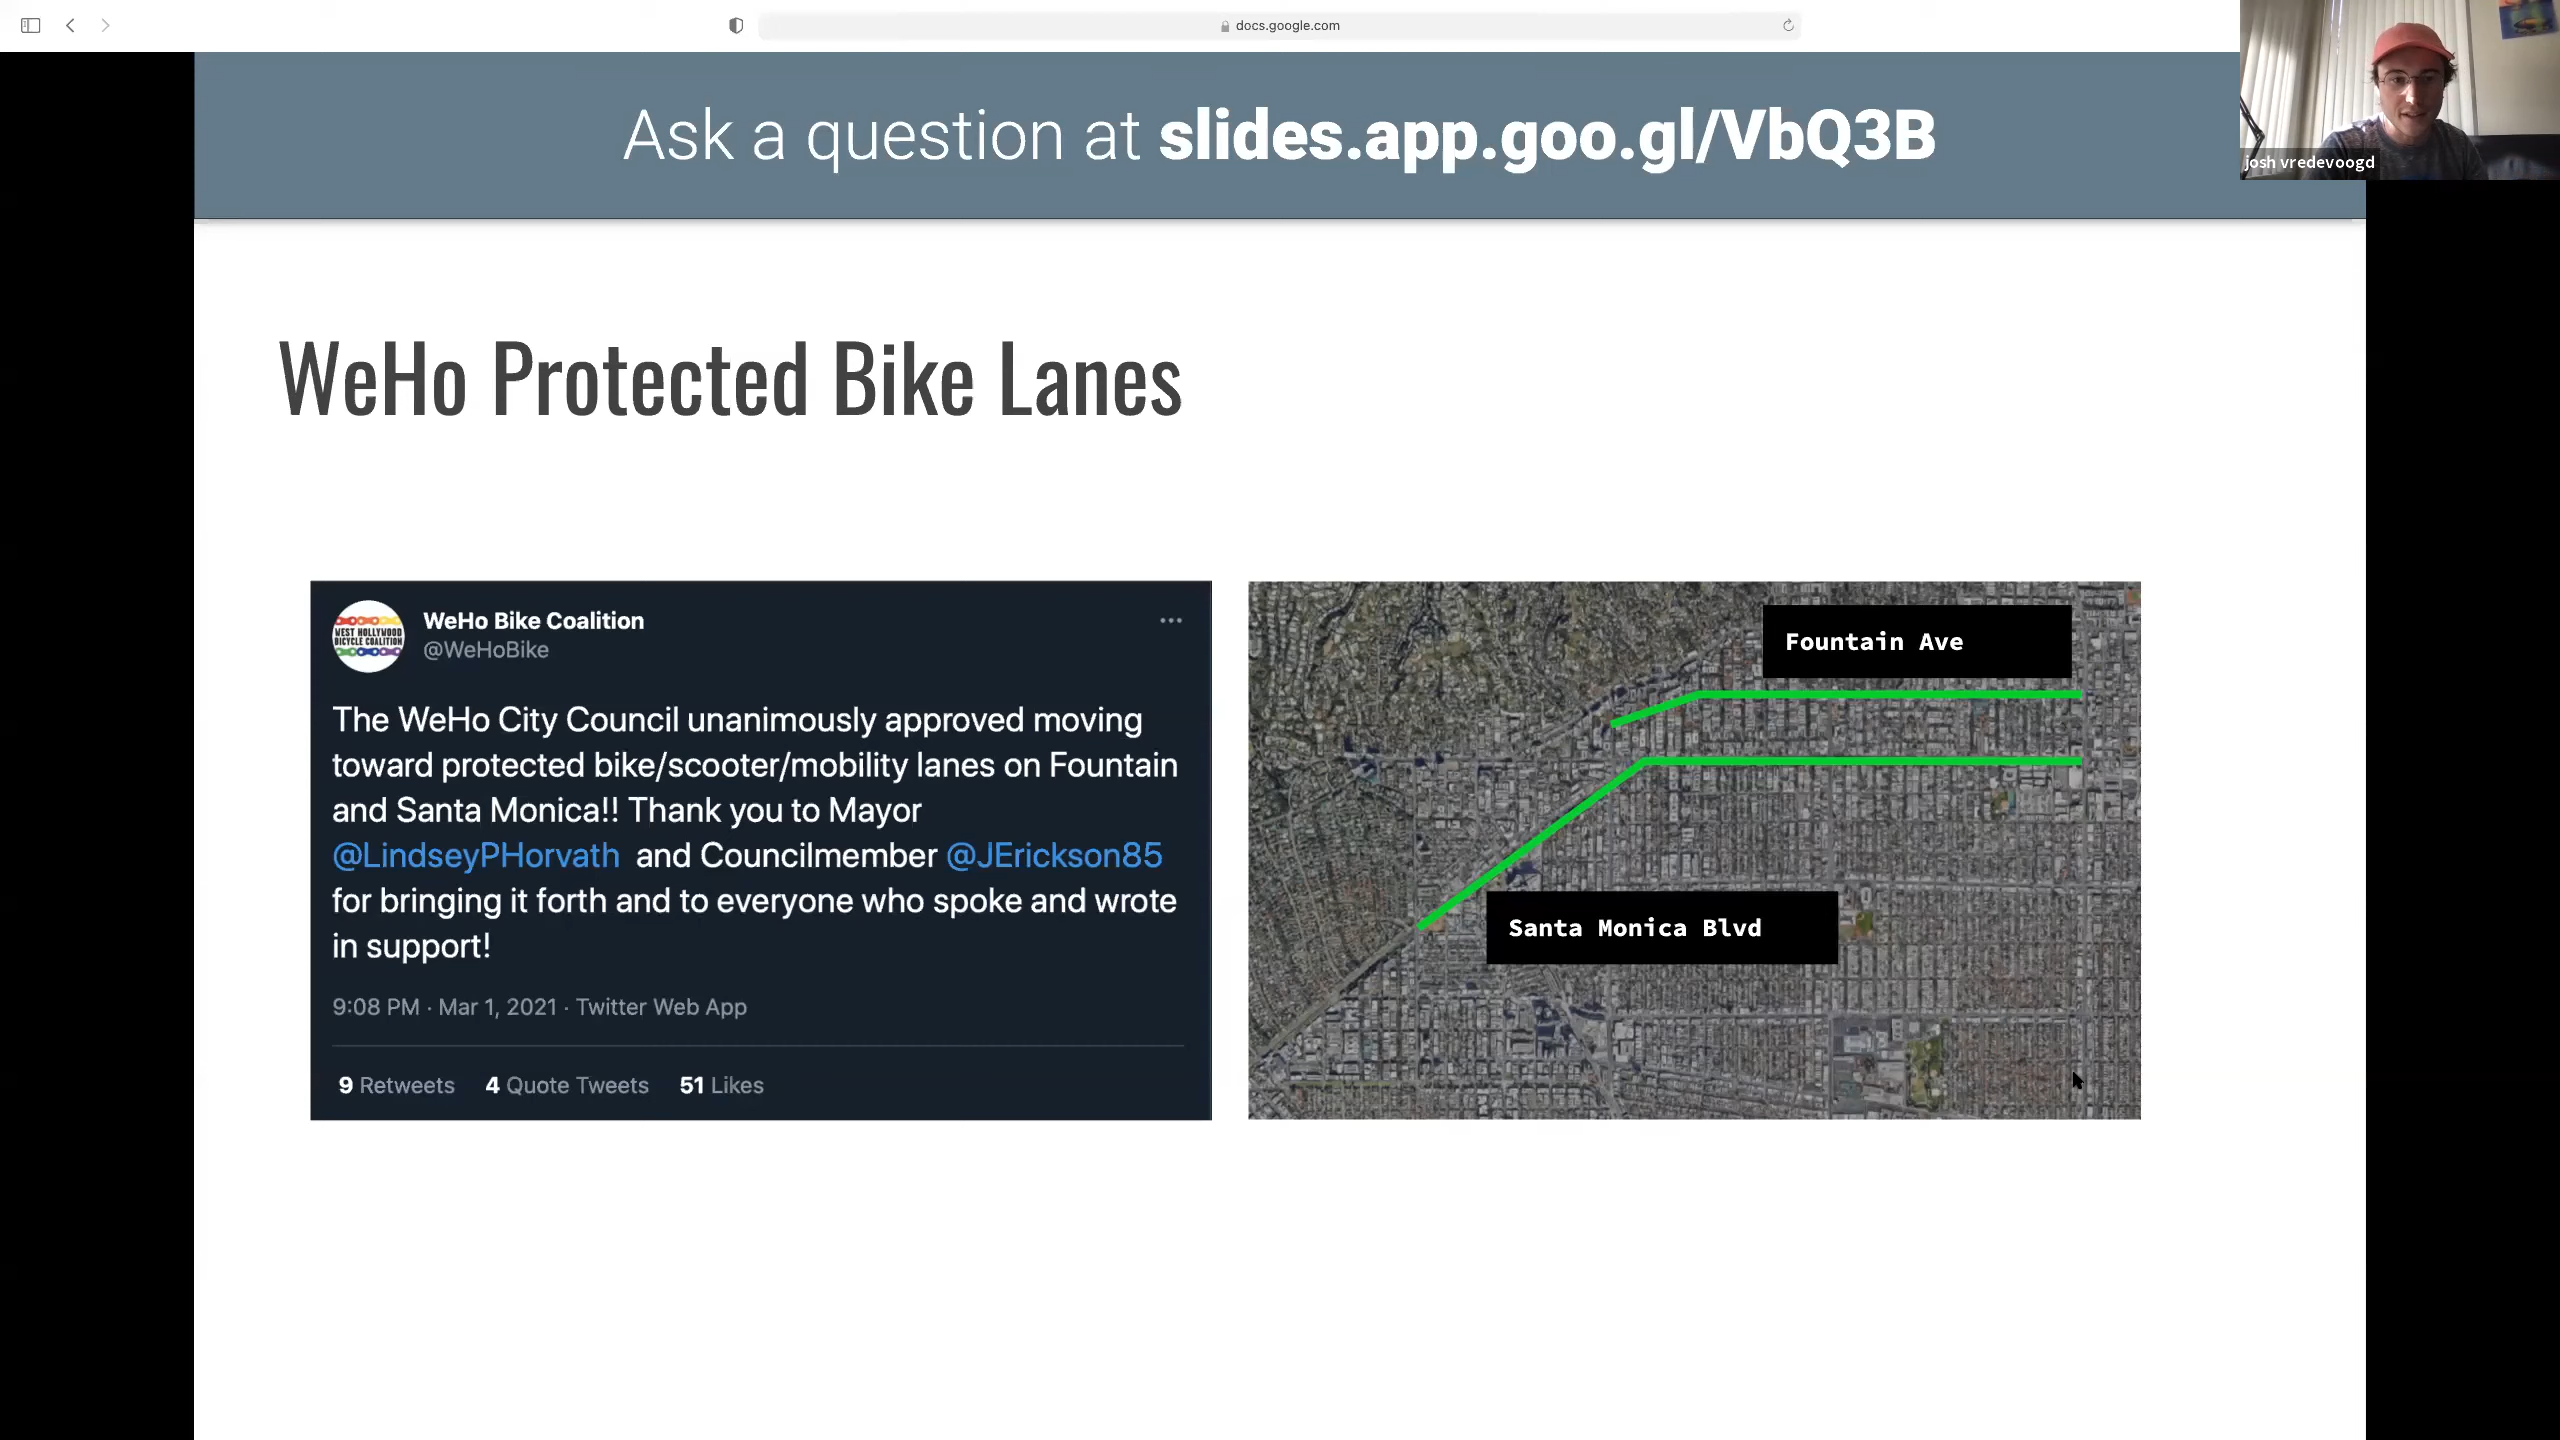 docs.google.com
Ask a question at slides.app.goo.gl/VbQ3B
josh vredevoogd
WeHo Protected Bike Lanes
WEST HOLLYWOOD
BICYCLE COALITION
WeHo Bike Coalition
@WeHoBike
The WeHo City Council unanimously approved moving
toward protected bike/scooter/mobility lanes on Fountain
and Santa Monica!! Thank you to Mayor
@LindseyPHorvath and Councilmember @JErickson85
for bringing it forth and to everyone who spoke and wrote
in support!
9:08 PM · Mar 1, 2021 · Twitter Web App
9 Retweets 4 Quote Tweets 51 Likes
Fountain Ave
Santa Monica Blvd